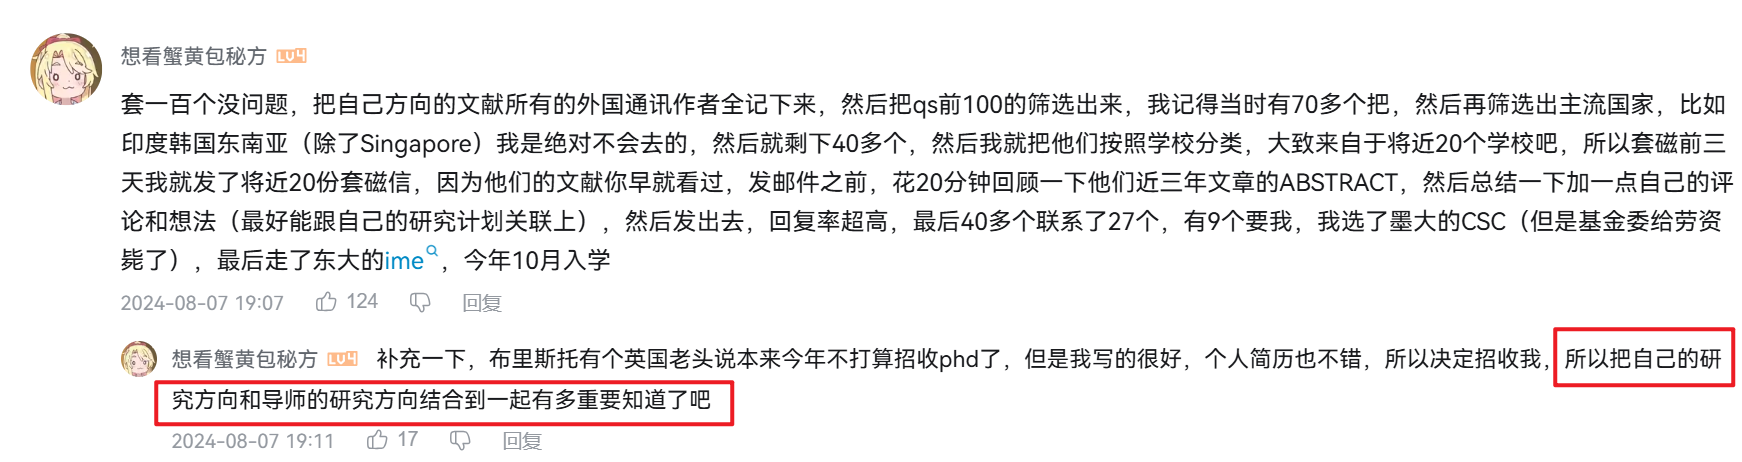 想看蟹黄包秘方 LV4
套一百个没问题，把自己方向的文献所有的外国通讯作者全记下来，然后把qs前100的筛选出来，我记得当时有70多个把，然后再筛选出主流国家，比如
印度韩国东南亚（除了Singapore）我是绝对不会去的，然后就剩下40多个，然后我就把他们按照学校分类，大致来自于将近20个学校吧，所以套磁前三
天我就发了将近20份套磁信，因为他们的文献你早就看过，发邮件之前，花20分钟回顾一下他们近三年文章的ABSTRACT，然后总结一下加一点自己的评
论和想法（最好能跟自己的研究计划关联上），然后发出去，回复率超高，最后40多个联系了27个，有9个要我，我选了墨大的CSC（但是基金委给劳资
毙了），最后走了东大的ime，今年10月入学
2024-08-07 19:07 124 回复
想看蟹黄包秘方 LV4 补充一下，布里斯托有个英国老头说本来今年不打算招收phd了，但是我写的很好，个人简历也不错，所以决定招收我，所以把自己的研
究方向和导师的研究方向结合到一起有多重要知道了吧
2024-08-07 19:11 17 回复